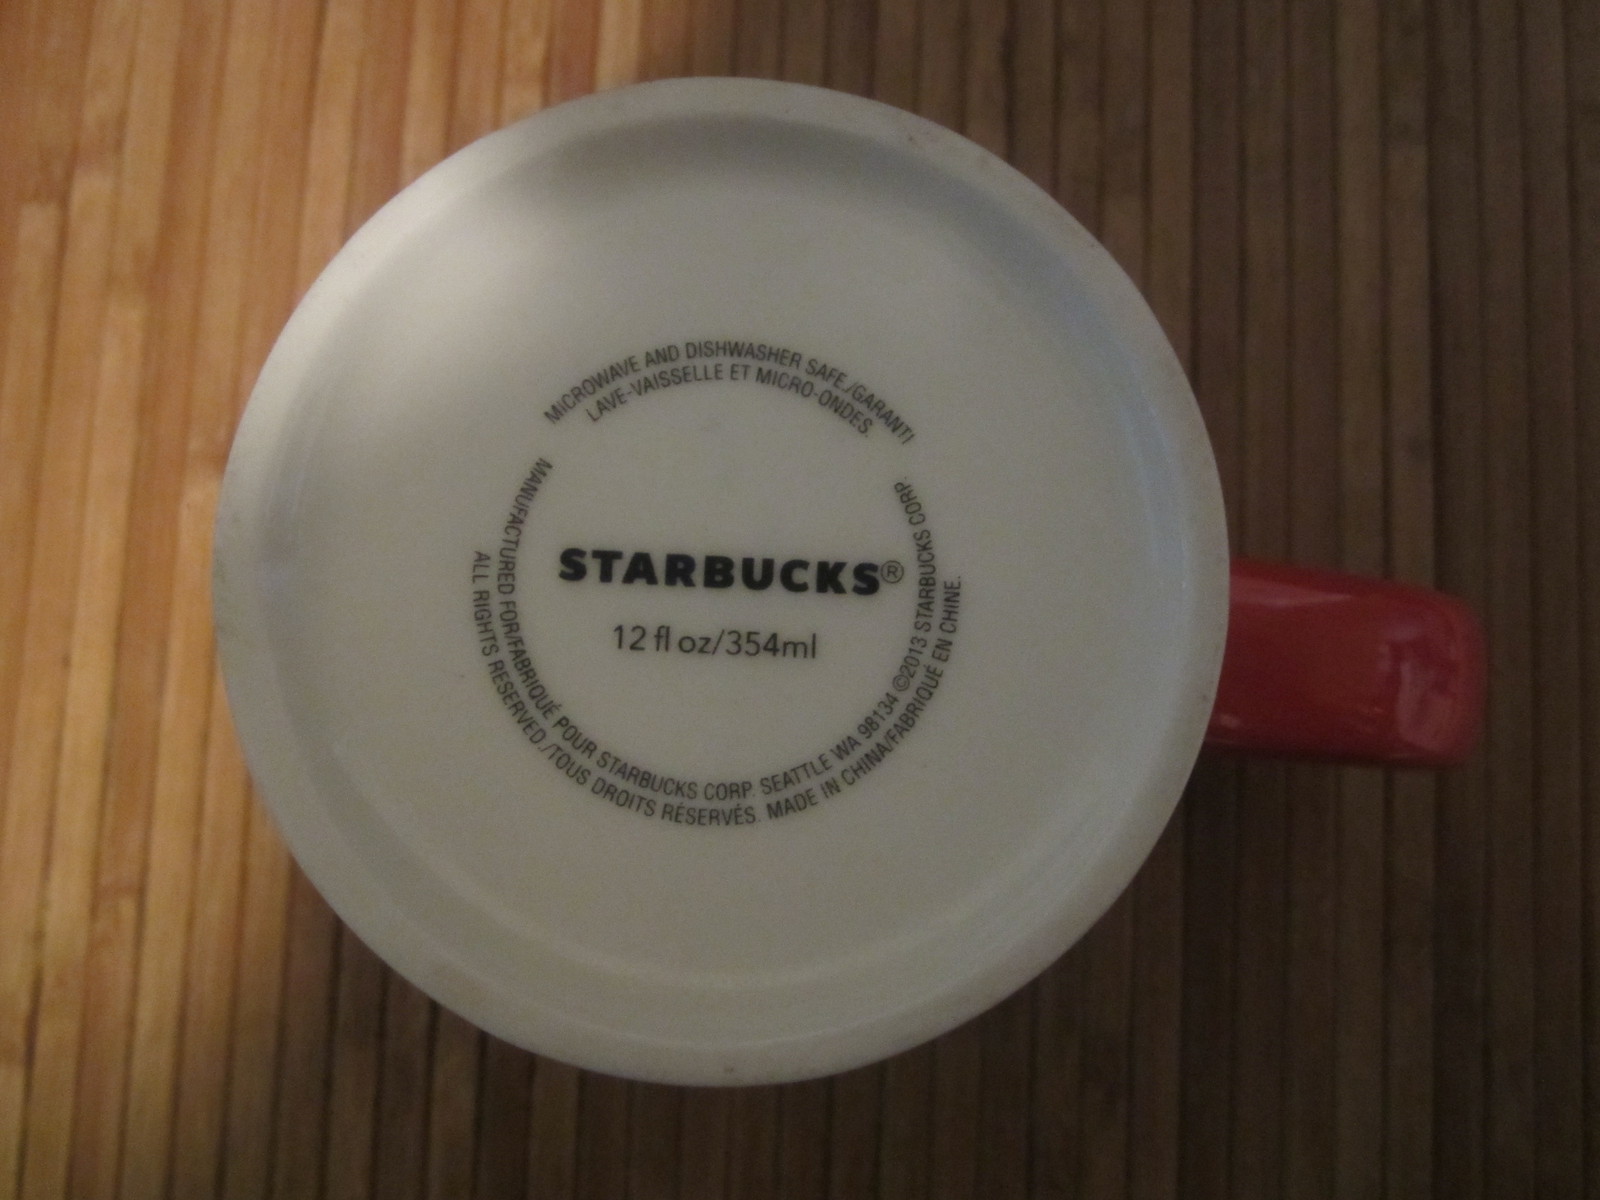 MICROWAVE AND DISHWASHER SAFE./GARANTI
LAVE-VAISSELLE ET MICRO-ONDES.
STARBUCKS®
12 fl oz/354ml
MANUFACTURED FOR/FABRIQUÉ POUR STARBUCKS CORP. SEATTLE WA 98134 ©2013 STARBUCKS CORP.
ALL RIGHTS RESERVED./TOUS DROITS RÉSERVÉS. MADE IN CHINA/FABRIQUÉ EN CHINE.